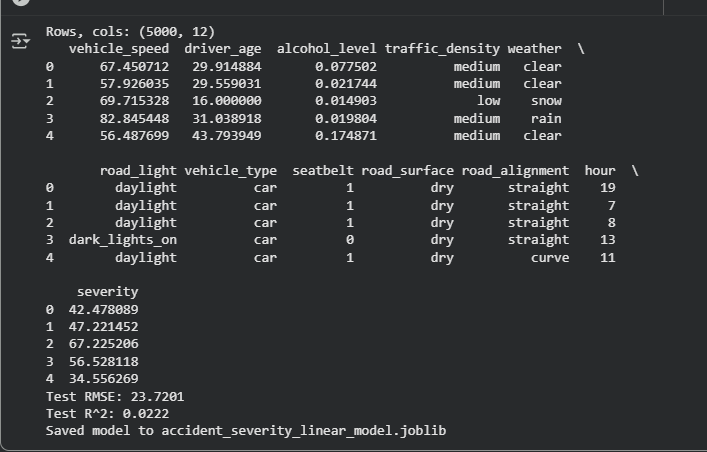 Rows, cols: (5000, 12)
vehicle_speed driver_age alcohol_level traffic_density weather \
0 67.450712 29.914884 0.077502 medium clear
1 57.926035 29.559031 0.021744 medium clear
2 69.715328 16.000000 0.014903 low snow
3 82.845448 31.038918 0.019804 medium rain
4 56.487699 43.793949 0.174871 medium clear
road_light vehicle_type seatbelt road_surface road_alignment hour \
0 daylight car 1 dry straight 19
1 daylight car 1 dry straight 7
2 daylight car 1 dry straight 8
3 dark_lights_on car 0 dry straight 13
4 daylight car 1 dry curve 11
severity
0 42.478089
1 47.221452
2 67.225206
3 56.528118
4 34.556269
Test RMSE: 23.7201
Test R^2: 0.0222
Saved model to accident_severity_linear_model.joblib